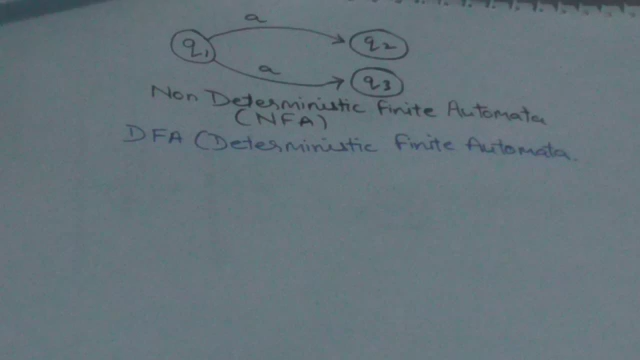 a
q1 q2
a
q3
Non Deterministic Finite Automata
(NFA)
DFA (Deterministic Finite Automata.